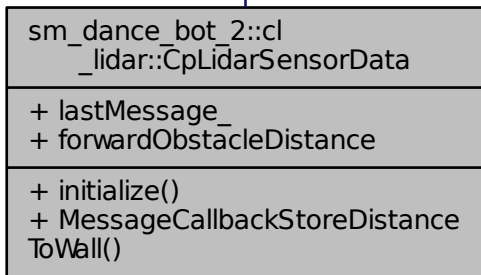 sm_dance_bot_2::cl
_lidar::CpLidarSensorData
+ lastMessage_
+ forwardObstacleDistance
+ initialize()
+ MessageCallbackStoreDistance
ToWall()